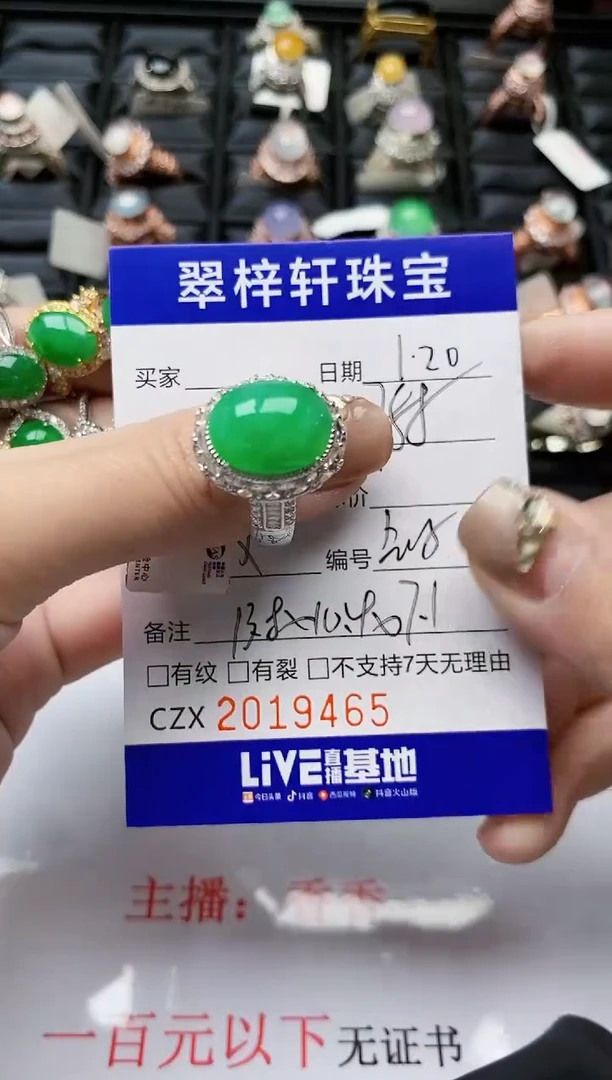 翠梓轩珠宝
买家 日期 1.20
价
编号
备注
□有纹 □有裂 □不支持7天无理由
CZX 2019465
LiVE直播基地
今日头条 抖音 西瓜视频 抖音火山版
主播：香香
一百元以下无证书